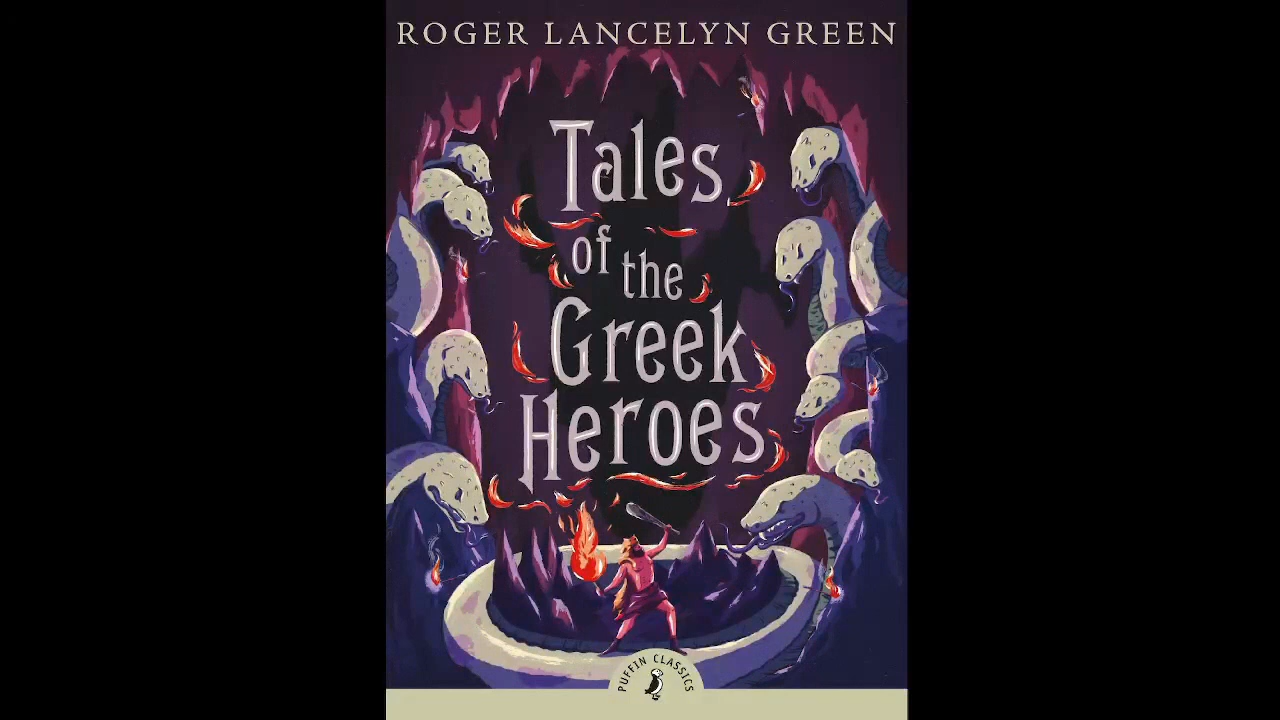 ROGER LANCELYN GREEN
Tales
of the
Greek
Heroes
PUFFIN CLASSICS